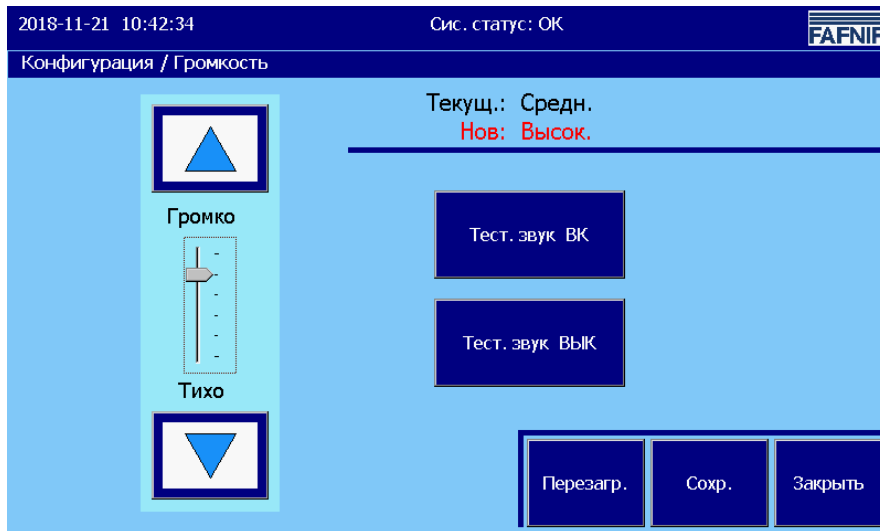 2018-11-21 10:42:34 Сис. статус: OK FAFNIR
Конфигурация / Громкость
Текущ.: Средн.
Нов: Высок.
Громко
Тихо
Тест. звук ВК
Тест. звук ВЫК
Перезагр. Сохр. Закрыть